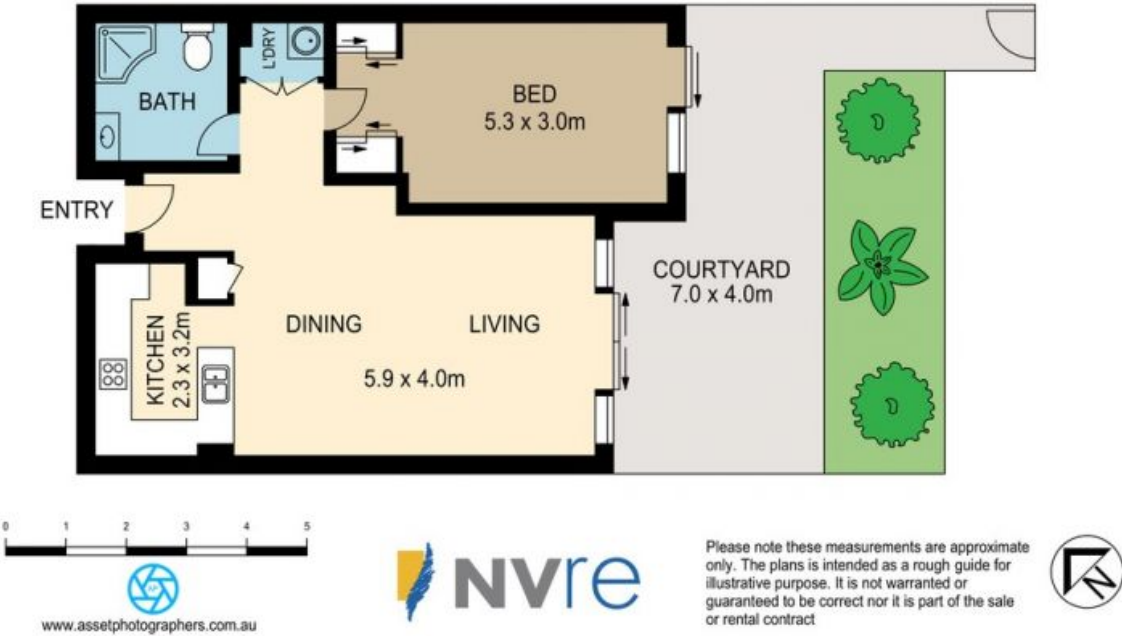 L'DRY
BATH
BED
5.3 x 3.0m
ENTRY
COURTYARD
7.0 x 4.0m
KITCHEN
2.3 x 3.2m
DINING
LIVING
5.9 x 4.0m
0 1 2 3 4 5
www.assetphotographers.com.au
NVre
Please note these measurements are approximate
only. The plans is intended as a rough guide for
illustrative purpose. It is not warranted or
guaranteed to be correct nor it is part of the sale
or rental contract
N